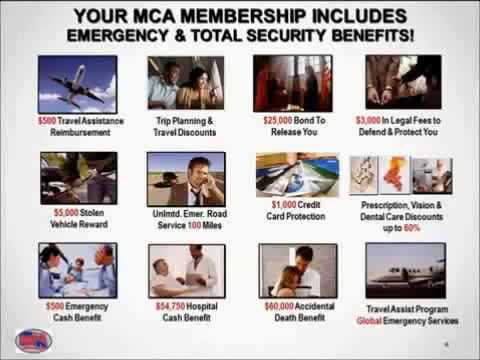 YOUR MCA MEMBERSHIP INCLUDES
EMERGENCY & TOTAL SECURITY BENEFITS!
$500 Travel Assistance
Reimbursement
Trip Planning &
Travel Discounts
$25,000 Bond To
Release You
$3,000 In Legal Fees to
Defend & Protect You
$5,000 Stolen
Vehicle Reward
Unlmtd. Emer. Road
Service 100 Miles
$1,000 Credit
Card Protection
Prescription, Vision &
Dental Care Discounts
up to 60%
$500 Emergency
Cash Benefit
$54,750 Hospital
Cash Benefit
$60,000 Accidental
Death Benefit
Travel Assist Program
Global Emergency Services